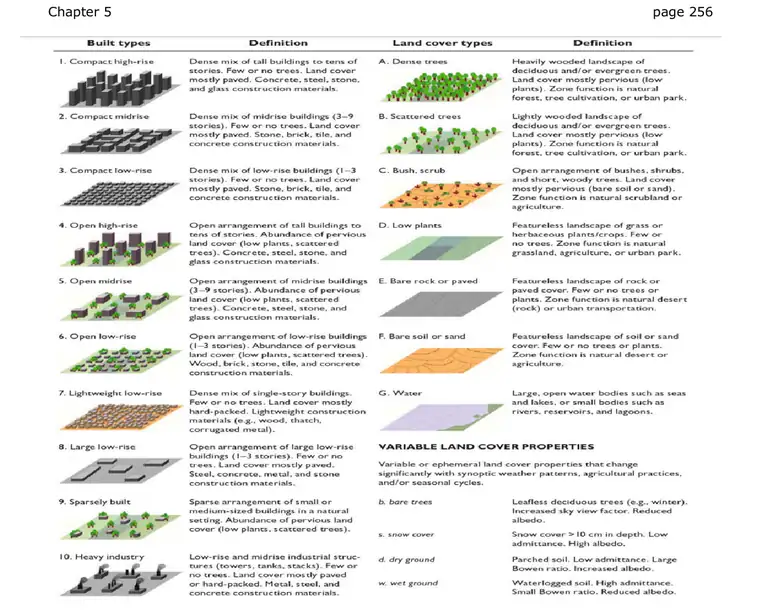 Chapter 5
page 256
Built types
Definition
Land cover types
Definition
1. Compact high-rise
Dense mix of tall buildings to tens of
stories. Few or no trees. Land cover
mostly paved. Concrete, steel, stone,
and glass construction materials.
A. Dense trees
Heavily wooded landscape of
deciduous and/or evergreen trees.
Land cover mostly pervious (low
plants). Zone function is natural
forest, tree cultivation, or urban park.
2. Compact midrise
Dense mix of midrise buildings (3–9
stories). Few or no trees. Land cover
mostly paved. Stone, brick, tile, and
concrete construction materials.
B. Scattered trees
Lightly wooded landscape of
deciduous and/or evergreen trees.
Land cover mostly pervious (low
plants). Zone function is natural
forest, tree cultivation, or urban park.
3. Compact low-rise
Dense mix of low-rise buildings (1–3
stories). Few or no trees. Land cover
mostly paved. Stone, brick, tile, and
concrete construction materials.
C. Bush, scrub
Open arrangement of bushes, shrubs,
and short, woody trees. Land cover
mostly pervious (bare soil or sand).
Zone function is natural scrubland or
agriculture.
4. Open high-rise
Open arrangement of tall buildings to
tens of stories. Abundance of pervious
land cover (low plants, scattered
trees). Concrete, steel, stone, and
glass construction materials.
D. Low plants
Featureless landscape of grass or
herbaceous plants/crops. Few or
no trees. Zone function is natural
grassland, agriculture, or urban park.
5. Open midrise
Open arrangement of midrise buildings
(3–9 stories). Abundance of pervious
land cover (low plants, scattered
trees). Concrete, steel, stone, and
glass construction materials.
E. Bare rock or paved
Featureless landscape of rock or
paved cover. Few or no trees or
plants. Zone function is natural desert
(rock) or urban transportation.
6. Open low-rise
Open arrangement of low-rise buildings
(1–3 stories). Abundance of pervious
land cover (low plants, scattered trees).
Wood, brick, stone, tile, and concrete
construction materials.
F. Bare soil or sand
Featureless landscape of soil or sand
cover. Few or no trees or plants.
Zone function is natural desert or
agriculture.
7. Lightweight low-rise
Dense mix of single-story buildings.
Few or no trees. Land cover mostly
hard-packed. Lightweight construction
materials (e.g., wood, thatch,
corrugated metal).
G. Water
Large, open water bodies such as seas
and lakes, or small bodies such as
rivers, reservoirs, and lagoons.
8. Large low-rise
Open arrangement of large low-rise
buildings (1–3 stories). Few or no
trees. Land cover mostly paved.
Steel, concrete, metal, and stone
construction materials.
VARIABLE LAND COVER PROPERTIES
Variable or ephemeral land cover properties that change
significantly with synoptic weather patterns, agricultural practices,
and/or seasonal cycles.
9. Sparsely built
Sparse arrangement of small or
medium-sized buildings in a natural
setting. Abundance of pervious land
cover (low plants, scattered trees).
b. bare trees
Leafless deciduous trees (e.g., winter).
Increased sky view factor. Reduced
albedo.
s. snow cover
Snow cover >10 cm in depth. Low
admittance. High albedo.
10. Heavy industry
Low-rise and midrise industrial struc-
tures (towers, tanks, stacks). Few or
no trees. Land cover mostly paved
or hard-packed. Metal, steel, and
concrete construction materials.
d. dry ground
Parched soil. Low admittance. Large
Bowen ratio. Increased albedo.
w. wet ground
Waterlogged soil. High admittance.
Small Bowen ratio. Reduced albedo.